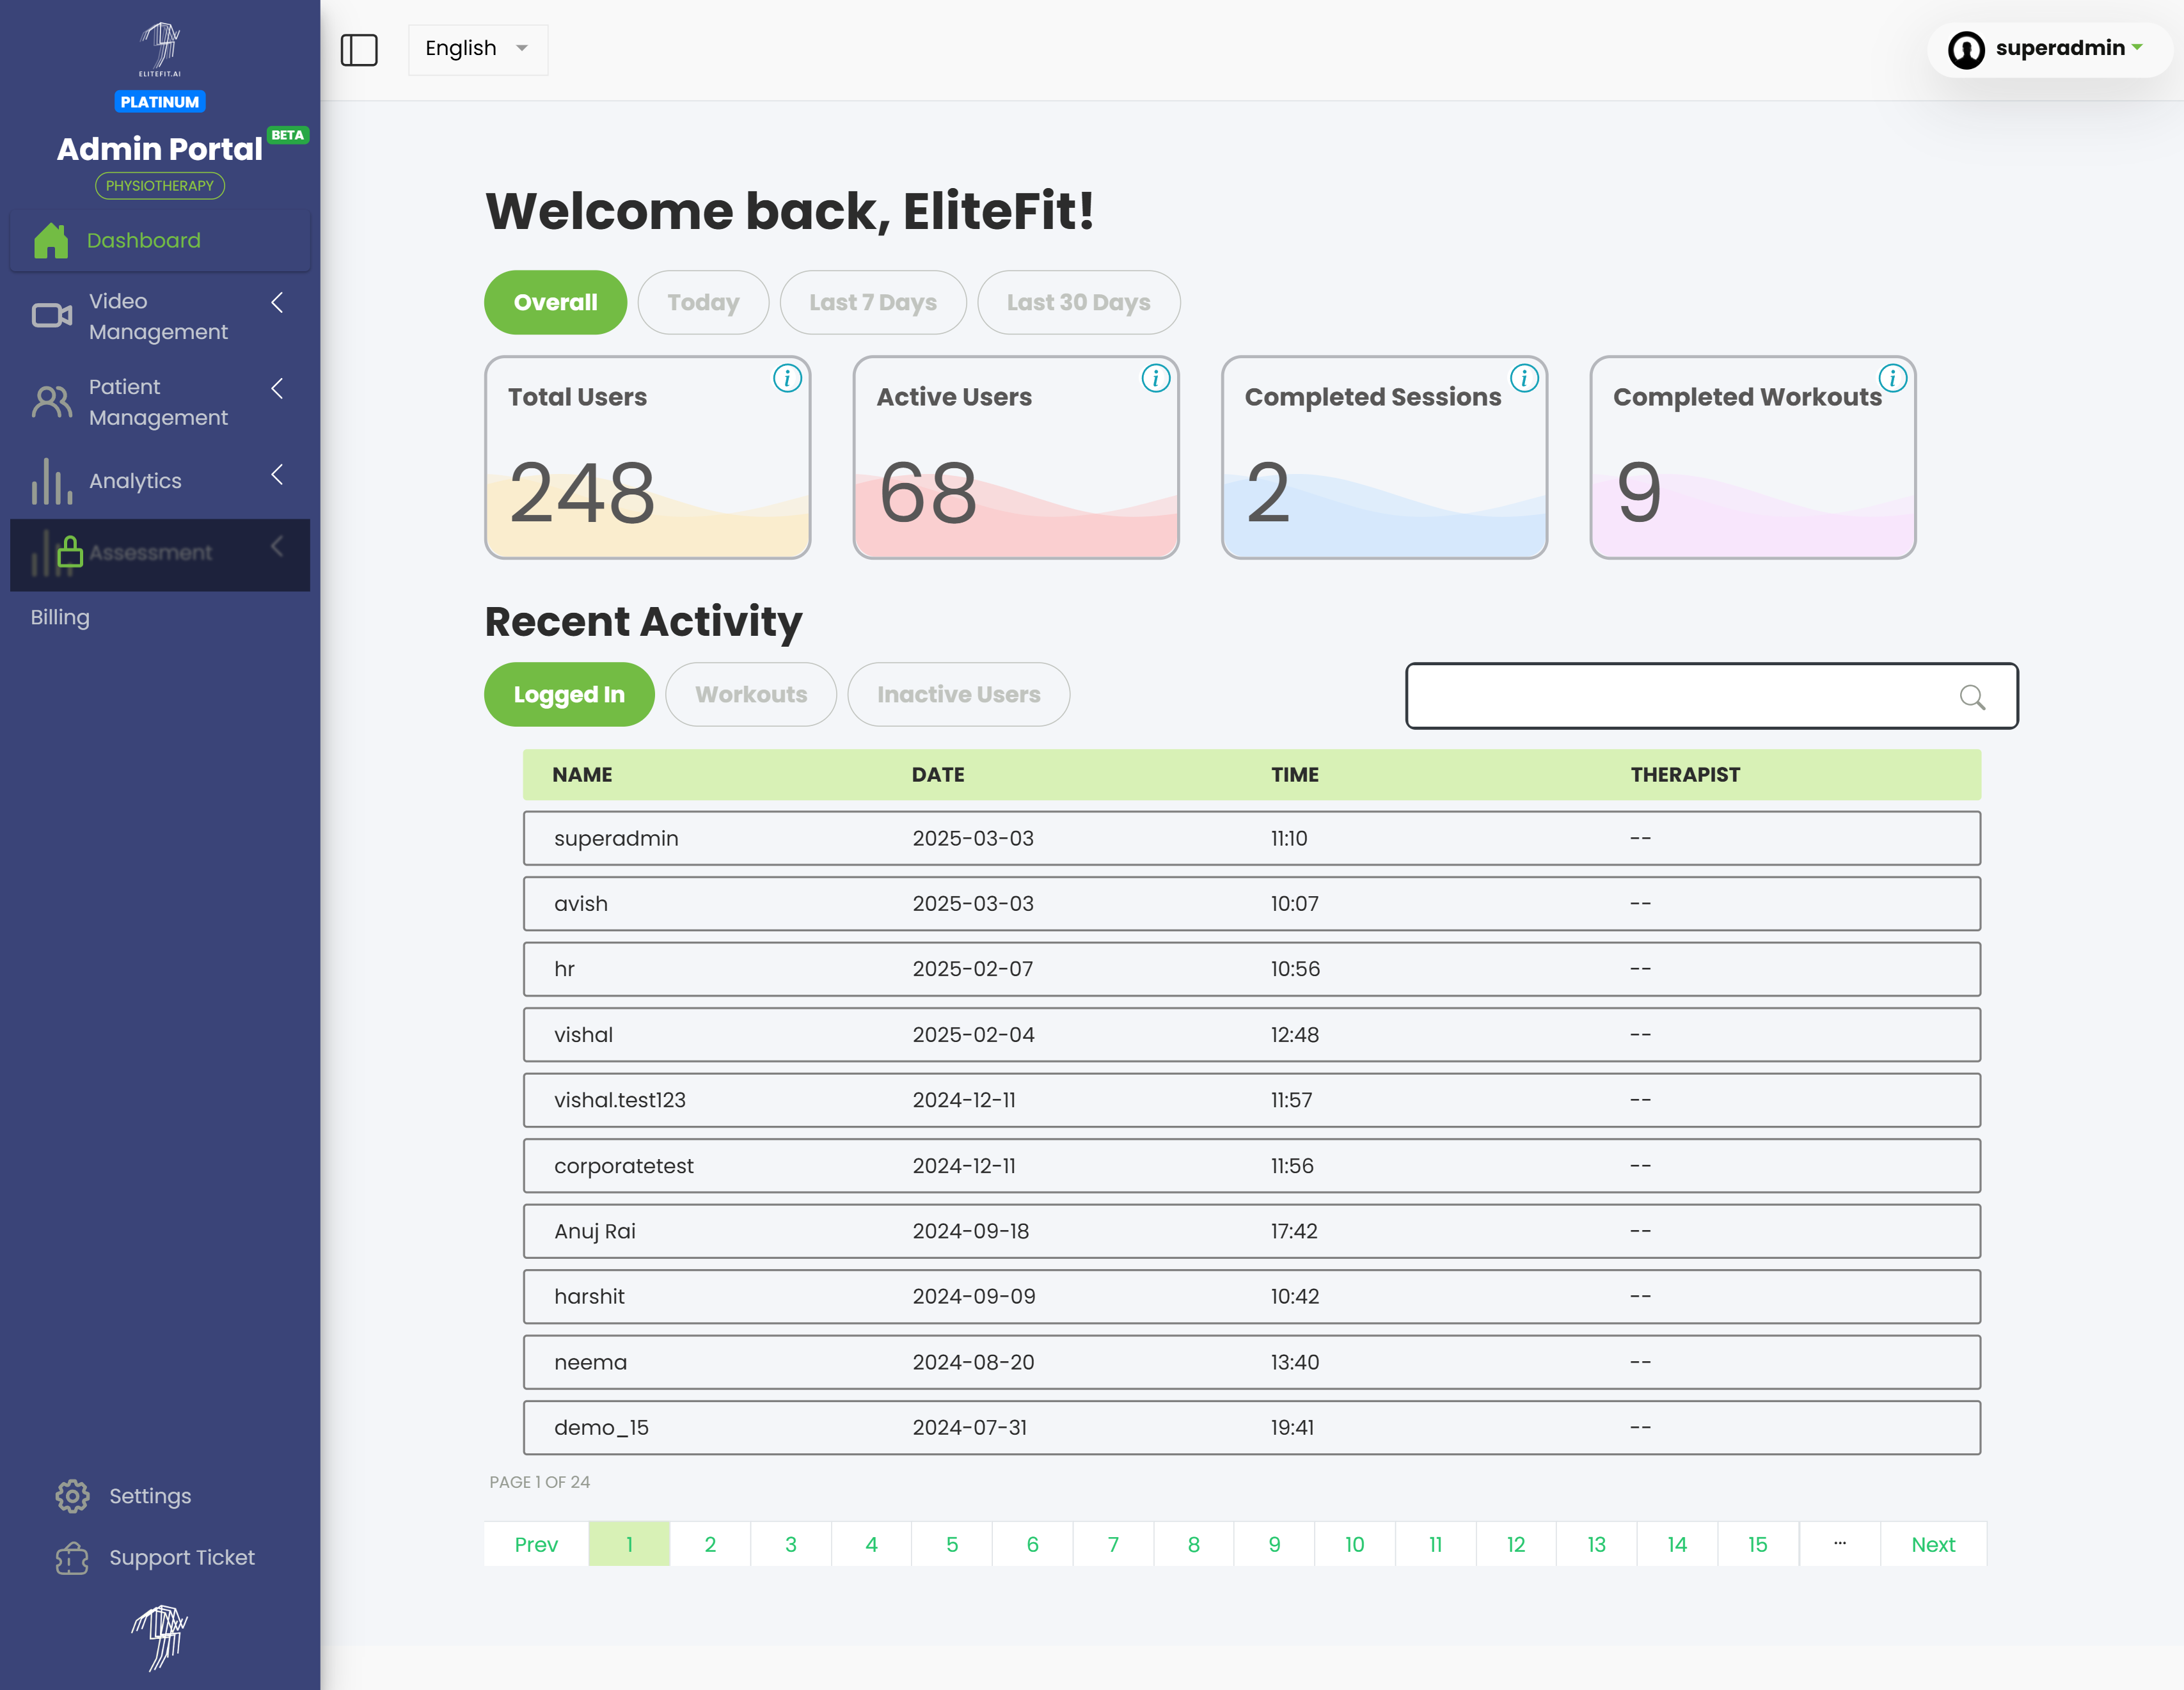 ELITEFIT.AI
PLATINUM
Admin Portal BETA
PHYSIOTHERAPY
Dashboard
Video
Management
Patient
Management
Analytics
Assessment
Billing
Settings
Support Ticket
English
superadmin
Welcome back, EliteFit!
Overall Today Last 7 Days Last 30 Days
Total Users i Active Users i Completed Sessions i Completed Workouts i
248 68 2 9
Recent Activity
Logged In Workouts Inactive Users
NAME DATE TIME THERAPIST
superadmin 2025-03-03 11:10 --
avish 2025-03-03 10:07 --
hr 2025-02-07 10:56 --
vishal 2025-02-04 12:48 --
vishal.test123 2024-12-11 11:57 --
corporatetest 2024-12-11 11:56 --
Anuj Rai 2024-09-18 17:42 --
harshit 2024-09-09 10:42 --
neema 2024-08-20 13:40 --
demo_15 2024-07-31 19:41 --
PAGE 1 OF 24
Prev 1 2 3 4 5 6 7 8 9 10 11 12 13 14 15 ... Next